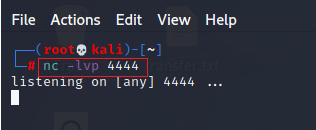 File Actions Edit View Help
(root💀kali)-[~]
# nc -lvp 4444
listening on [any] 4444 ...